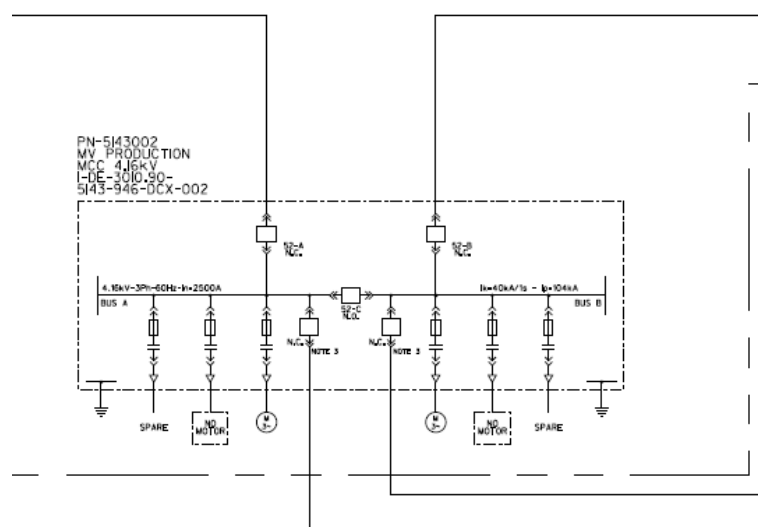 PN-5143002
MV PRODUCTION
MCC 4.16kV
I-DE-3010.90-
5143-946-DCX-002
52-A
N.C.
52-B
N.C.
4.16kV-3Ph-60Hz-In=2500A
Ik=40kA/1s - Ip=104kA
BUS A
52-C
N.O.
BUS B
N.C.
NOTE 3
N.C.
NOTE 3
SPARE
NO
MOTOR
M
3~
M
3~
NO
MOTOR
SPARE